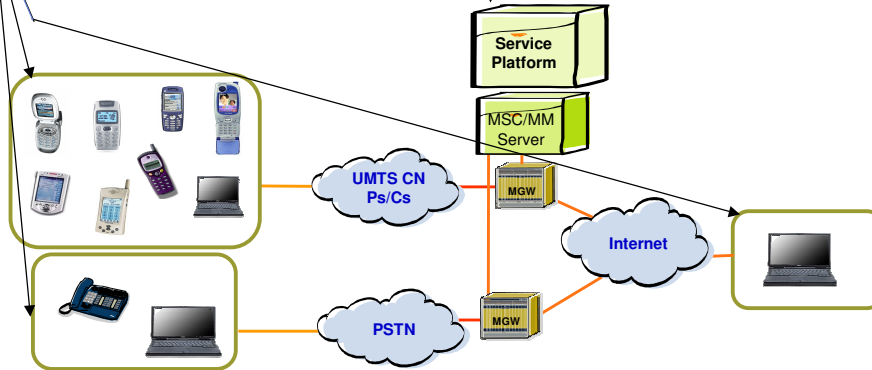 Service
Platform
MSC/MM
Server
UMTS CN
Ps/Cs
MGW
Internet
PSTN
MGW